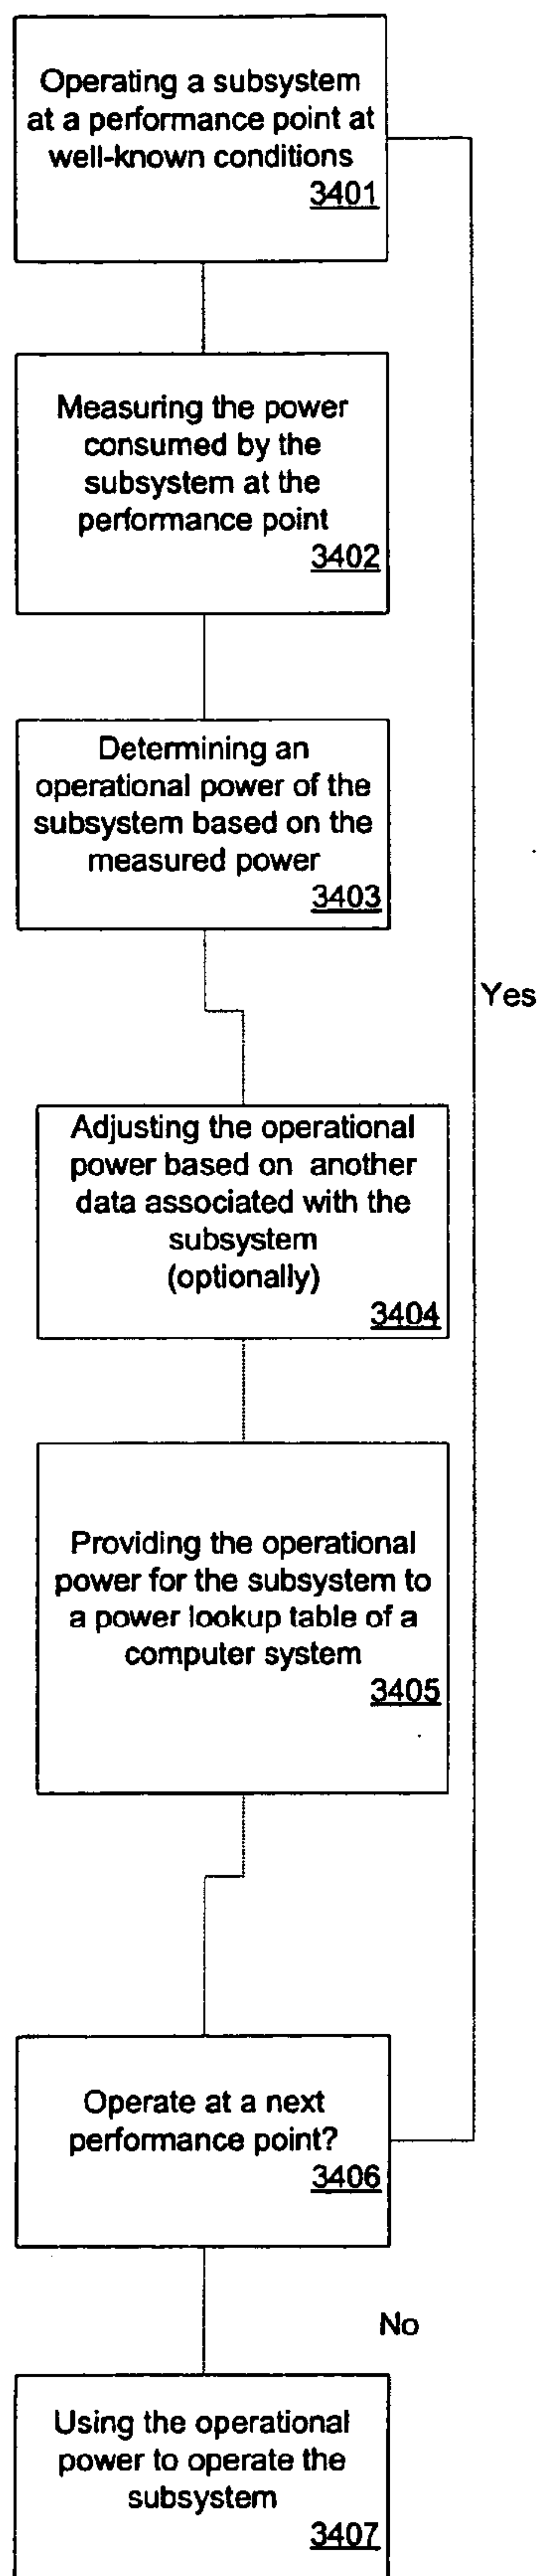 Operating a subsystem
at a performance point at
well-known conditions
3401
Measuring the power
consumed by the
subsystem at the
performance point
3402
Determining an
operational power of the
subsystem based on the
measured power
3403
Yes
Adjusting the operational
power based on another
data associated with the
subsystem
(optionally)
3404
Providing the operational
power for the subsystem to
a power lookup table of a
computer system
3405
Operate at a next
performance point?
3406
No
Using the operational
power to operate the
subsystem
3407